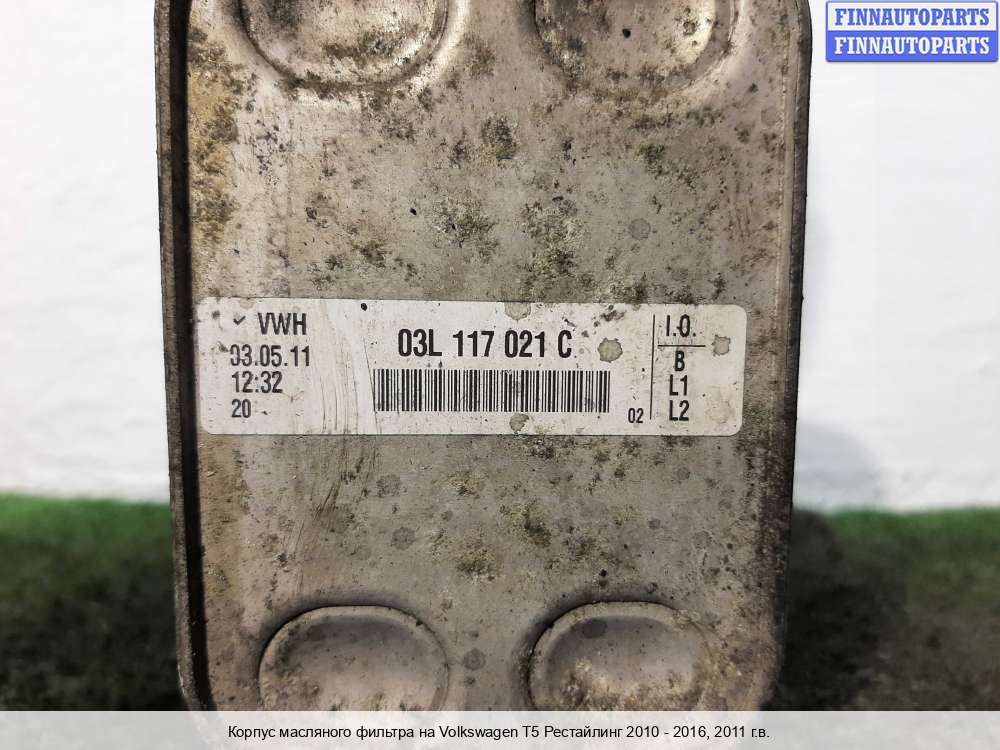 FINNAUTOPARTS
FINNAUTOPARTS
VWH
03.05.11
12:32
20
03L 117 021 C
02
I.O.
B
L1
L2
Корпус масляного фильтра на Volkswagen T5 Рестайлинг 2010 - 2016, 2011 г.в.